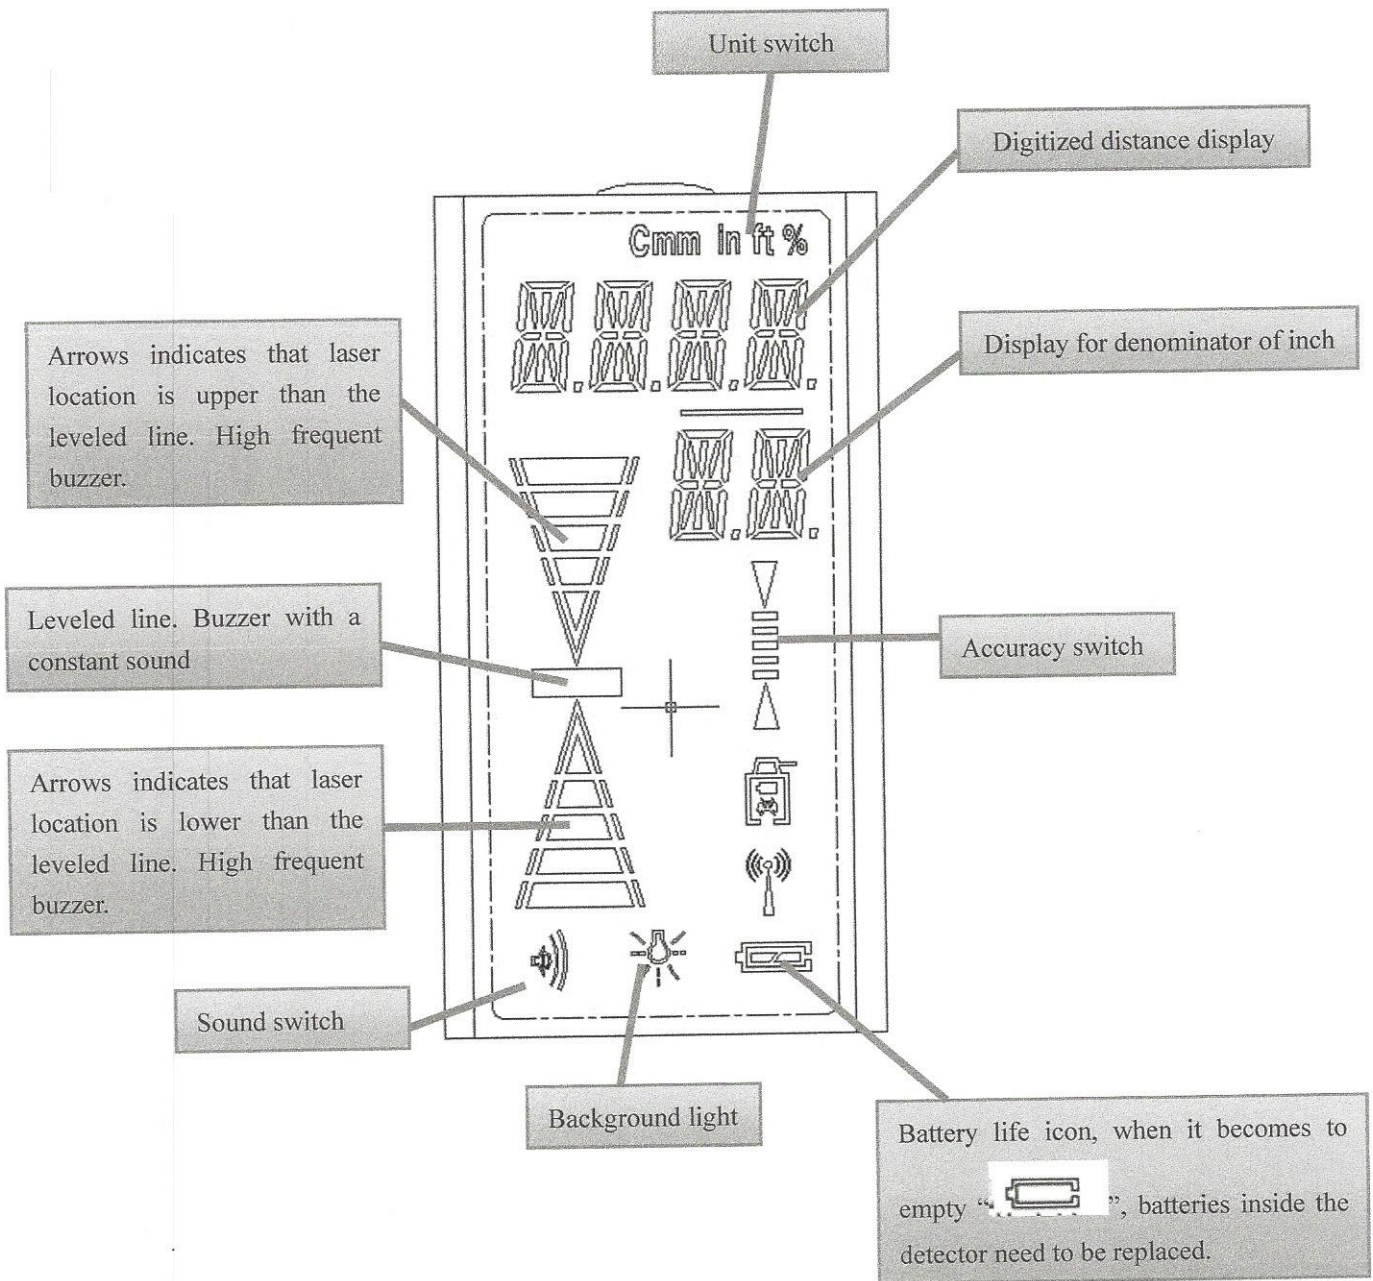 Unit switch
Digitized distance display
Cmm in ft %
Display for denominator of inch
Arrows indicates that laser
location is upper than the
leveled line. High frequent
buzzer.
Leveled line. Buzzer with a
constant sound
Accuracy switch
Arrows indicates that laser
location is lower than the
leveled line. High frequent
buzzer.
Sound switch
Background light
Battery life icon, when it becomes to
empty “ ”, batteries inside the
detector need to be replaced.